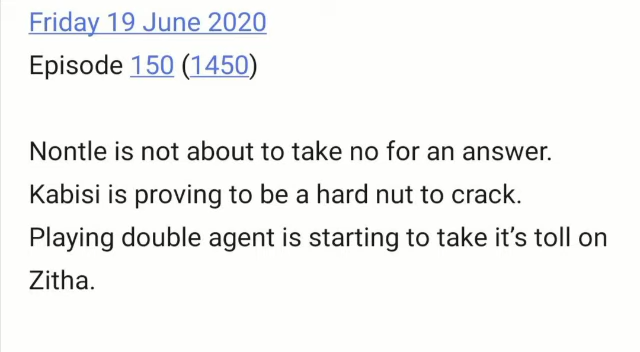 Friday 19 June 2020
Episode 150 (1450)
Nontle is not about to take no for an answer.
Kabisi is proving to be a hard nut to crack.
Playing double agent is starting to take it’s toll on
Zitha.